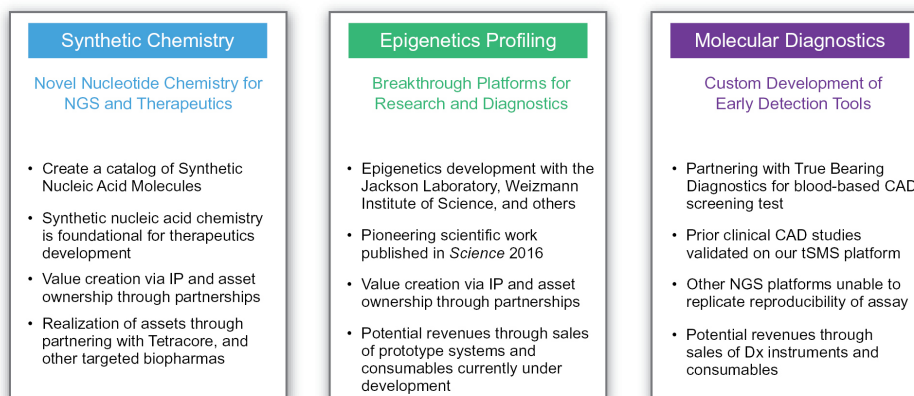 Synthetic Chemistry
Novel Nucleotide Chemistry for
NGS and Therapeutics
• Create a catalog of Synthetic
Nucleic Acid Molecules
• Synthetic nucleic acid chemistry
is foundational for therapeutics
development
• Value creation via IP and asset
ownership through partnerships
• Realization of assets through
partnering with Tetracore, and
other targeted biopharmas
Epigenetics Profiling
Breakthrough Platforms for
Research and Diagnostics
• Epigenetics development with the
Jackson Laboratory, Weizmann
Institute of Science, and others
• Pioneering scientific work
published in Science 2016
• Value creation via IP and asset
ownership through partnerships
• Potential revenues through sales
of prototype systems and
consumables currently under
development
Molecular Diagnostics
Custom Development of
Early Detection Tools
• Partnering with True Bearing
Diagnostics for blood-based CAD
screening test
• Prior clinical CAD studies
validated on our tSMS platform
• Other NGS platforms unable to
replicate reproducibility of assay
• Potential revenues through
sales of Dx instruments and
consumables